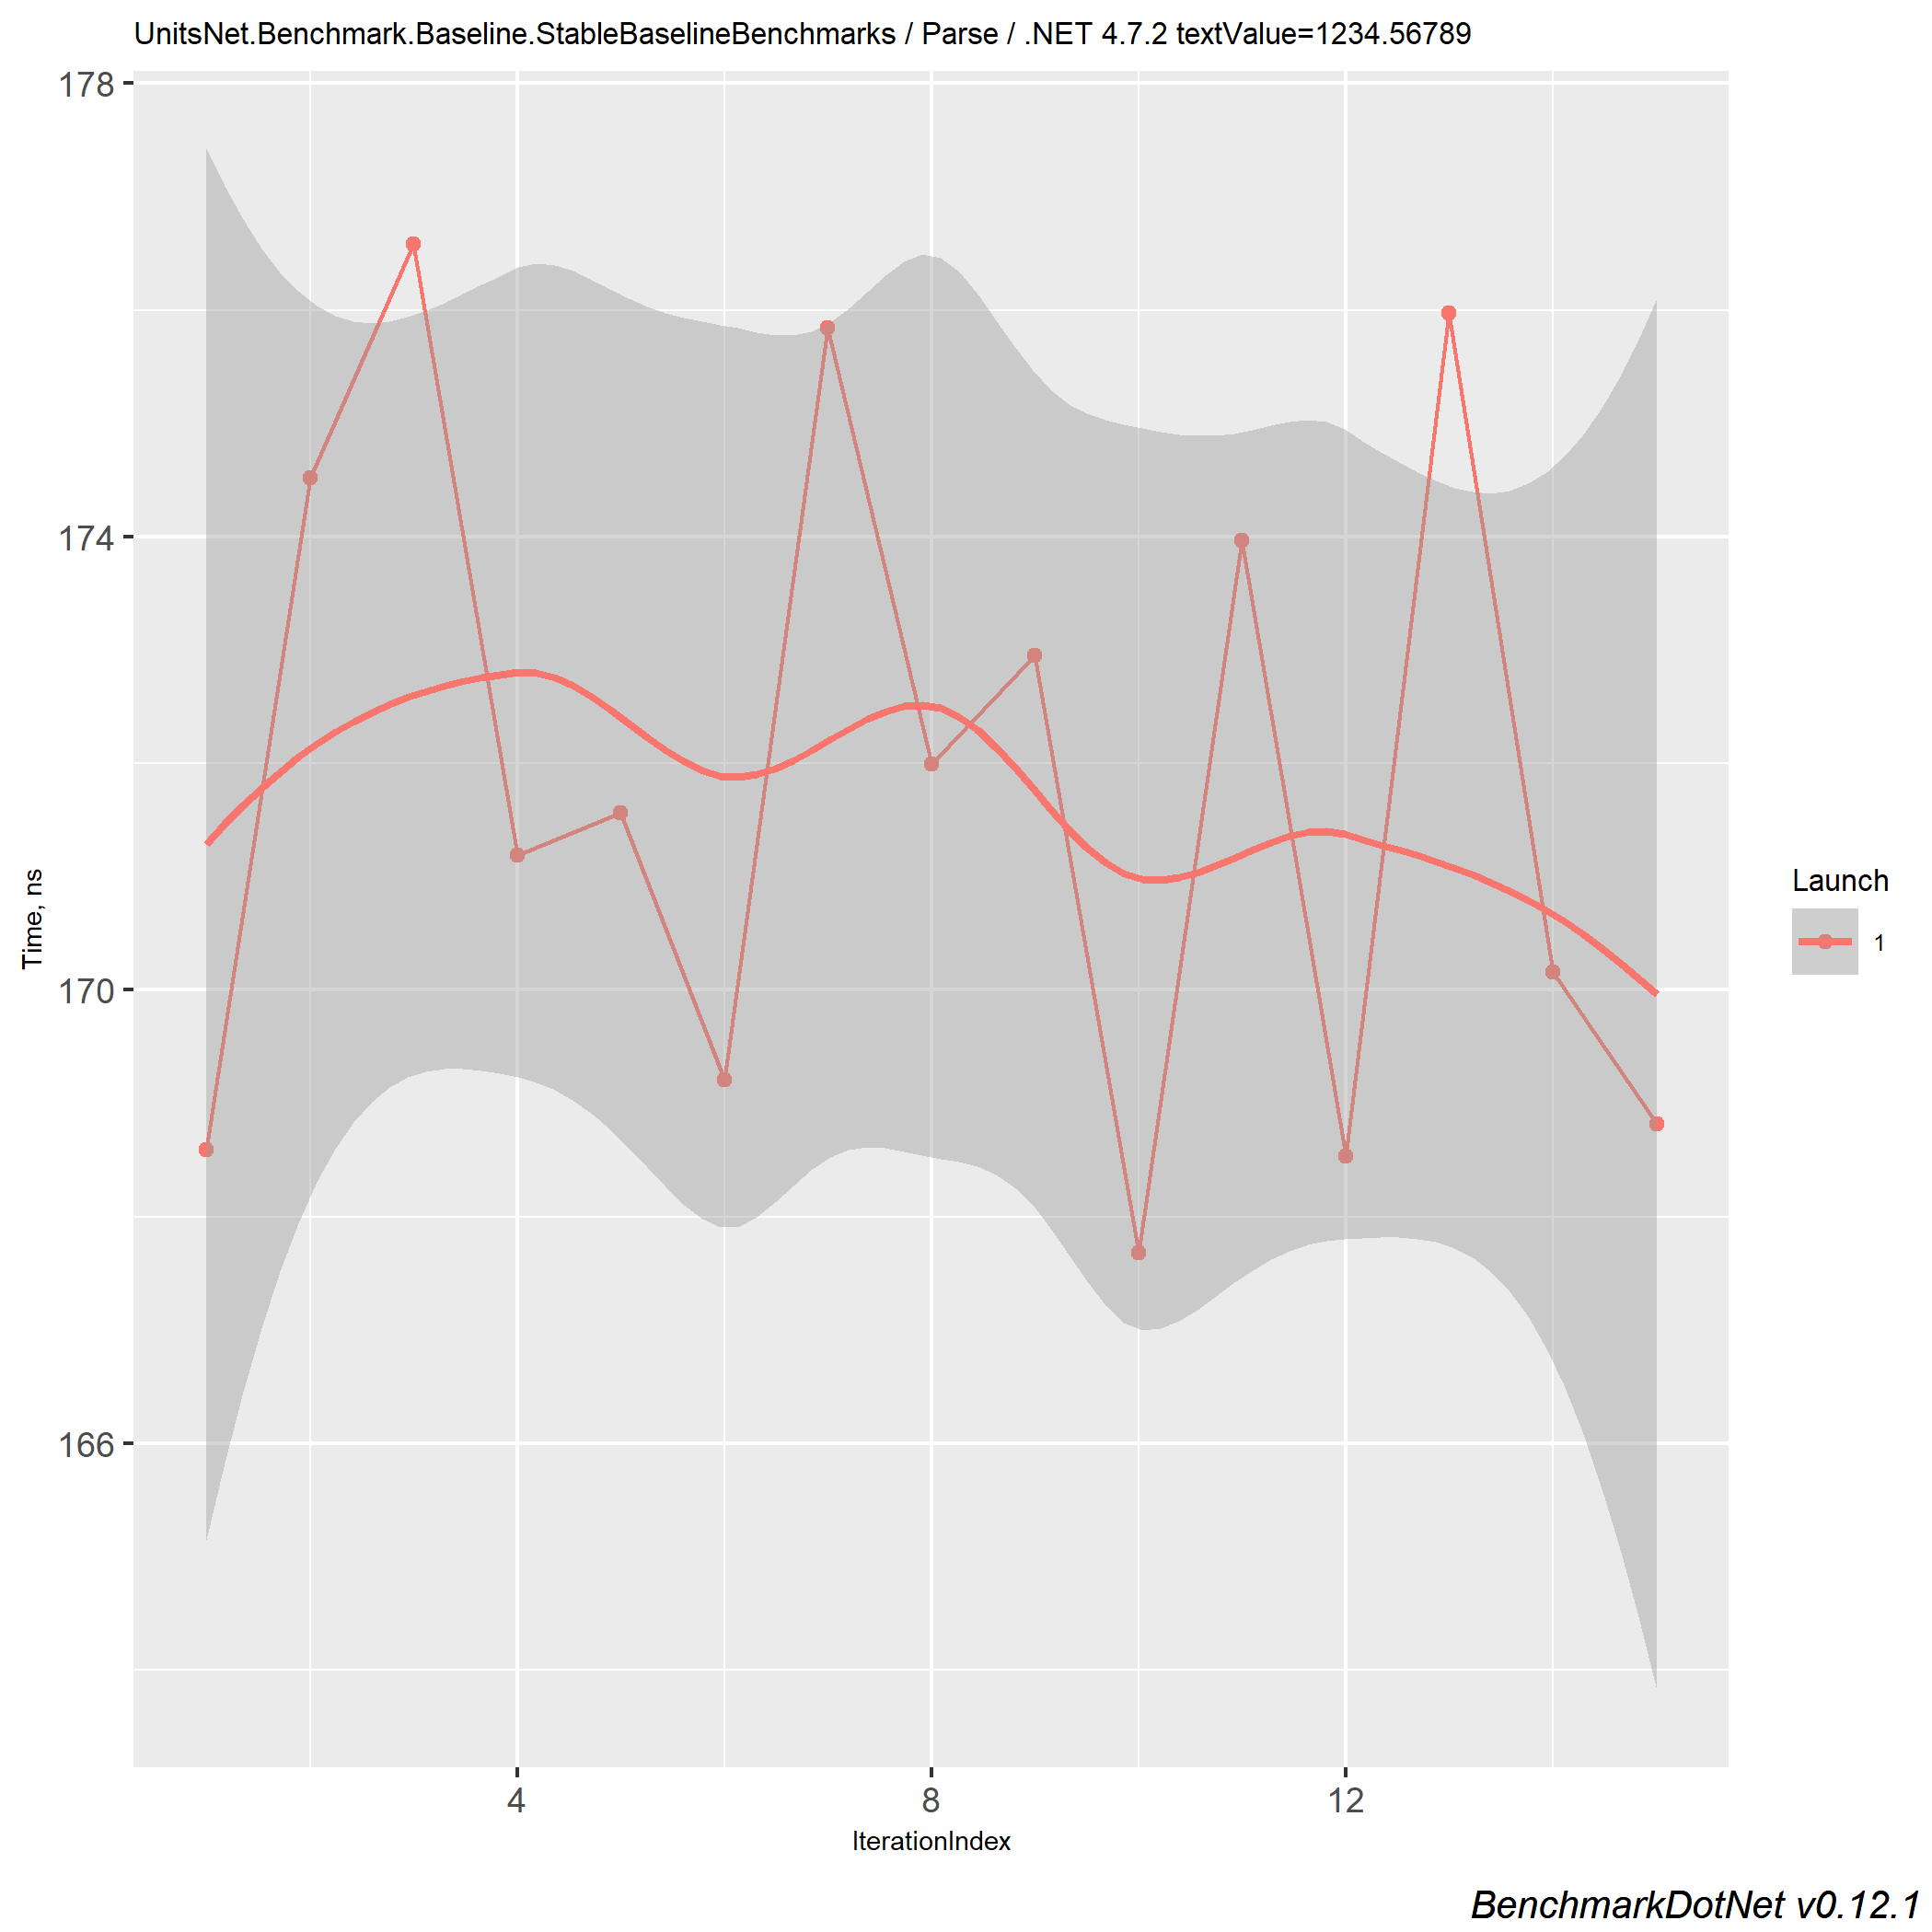 UnitsNet.Benchmark.Baseline.StableBaselineBenchmarks / Parse / .NET 4.7.2 textValue=1234.56789
178
174
170
166
Time, ns
4 8 12
IterationIndex
Launch
1
BenchmarkDotNet v0.12.1